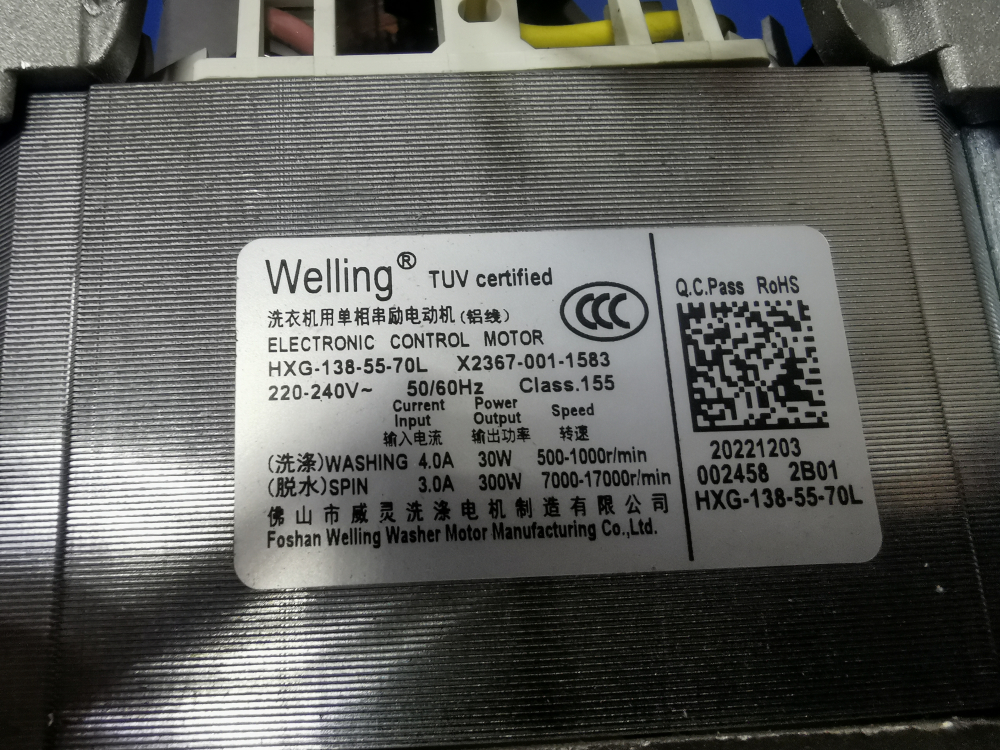 Welling® TUV certified
洗衣机用单相串励电动机(铝线)
ELECTRONIC CONTROL MOTOR
HXG-138-55-70L X2367-001-1583
220-240V~ 50/60Hz Class.155
Current Input Power Output Speed
输入电流 输出功率 转速
(洗涤)WASHING 4.0A 30W 500-1000r/min
(脱水)SPIN 3.0A 300W 7000-17000r/min
佛山市威灵洗涤电机制造有限公司
Foshan Welling Washer Motor Manufacturing Co.,Ltd.
CCC
Q.C.Pass RoHS
20221203
002458 2B01
HXG-138-55-70L